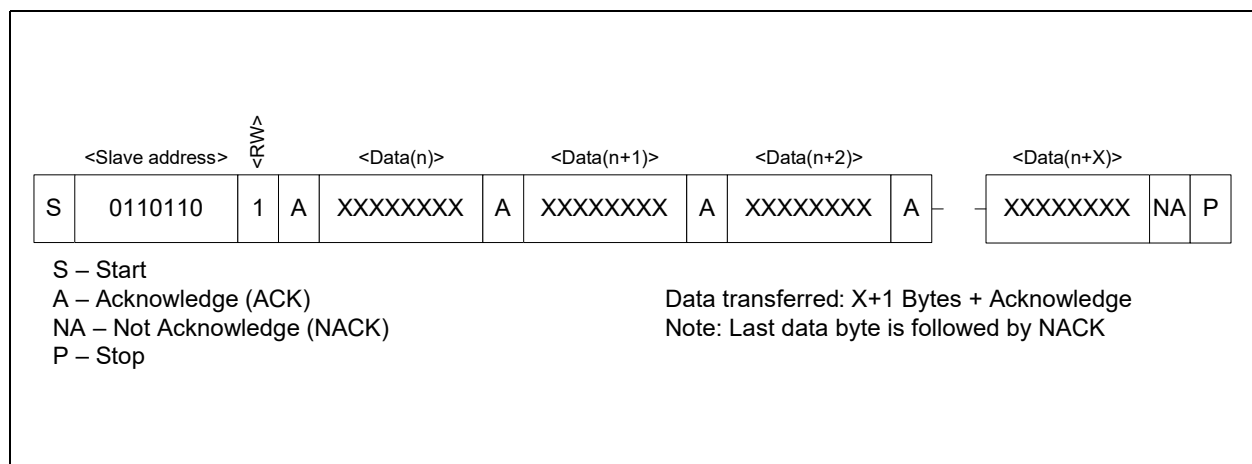 <Slave address> <RW> <Data(n)> <Data(n+1)> <Data(n+2)> <Data(n+X)>
S 0110110 1 A XXXXXXXX A XXXXXXXX A XXXXXXXX A XXXXXXXX NA P
S – Start
A – Acknowledge (ACK)
NA – Not Acknowledge (NACK)
P – Stop
Data transferred: X+1 Bytes + Acknowledge
Note: Last data byte is followed by NACK